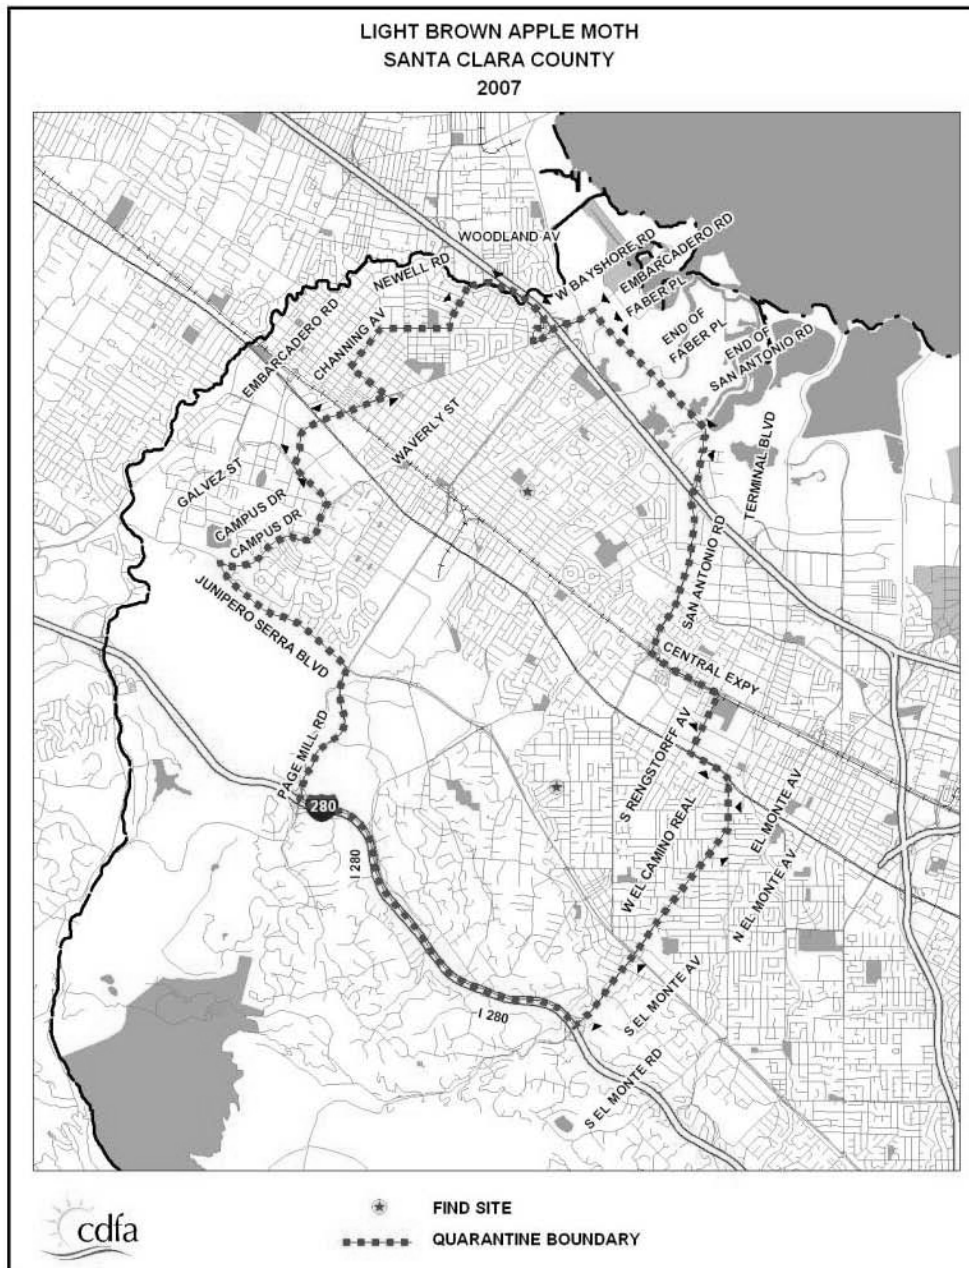 LIGHT BROWN APPLE MOTH
SANTA CLARA COUNTY
2007
WOODLAND AV
NEWELL RD
W BAYSHORE RD
EMBARCADERO RD
FABER PL
END OF
FABER PL
END OF
SAN ANTONIO RD
EMBARCADERO RD
CHANNING AV
WAVERLY ST
TERMINAL BLVD
GALVEZ ST
CAMPUS DR
CAMPUS DR
SAN ANTONIO RD
JUNIPERO SERRA BLVD
CENTRAL EXPY
PAGE MILL RD
S RENGSTORFF AV
280
I 280
W EL CAMINO REAL
EL MONTE AV
N EL MONTE AV
I 280
S EL MONTE AV
S EL MONTE RD
cdfa
FIND SITE
QUARANTINE BOUNDARY